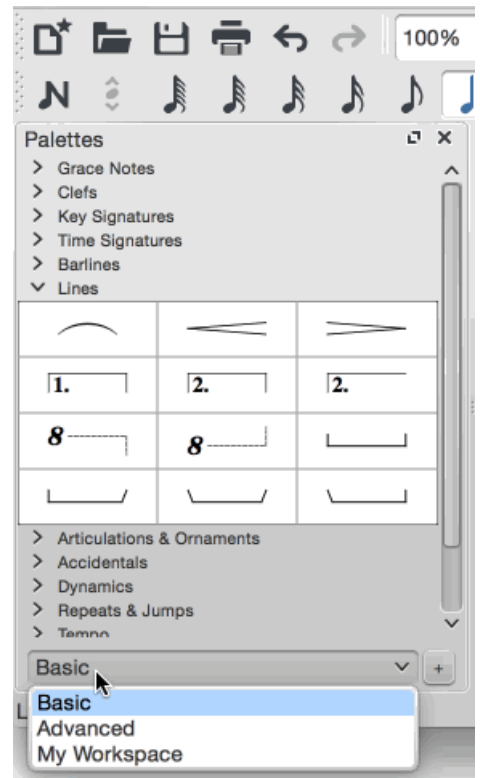 100%
N
Palettes
Grace Notes
Clefs
Key Signatures
Time Signatures
Barlines
Lines
1. 2. 2.
8 8
Articulations & Ornaments
Accidentals
Dynamics
Repeats & Jumps
Tempo
Basic +
L
Basic
Advanced
My Workspace